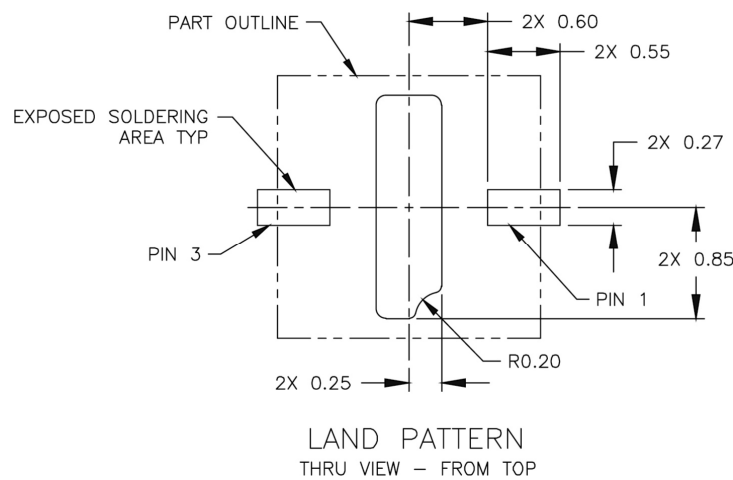 PART OUTLINE
2X 0.60
2X 0.55
EXPOSED SOLDERING
AREA TYP
2X 0.27
PIN 3
2X 0.85
PIN 1
R0.20
2X 0.25
LAND PATTERN
THRU VIEW – FROM TOP